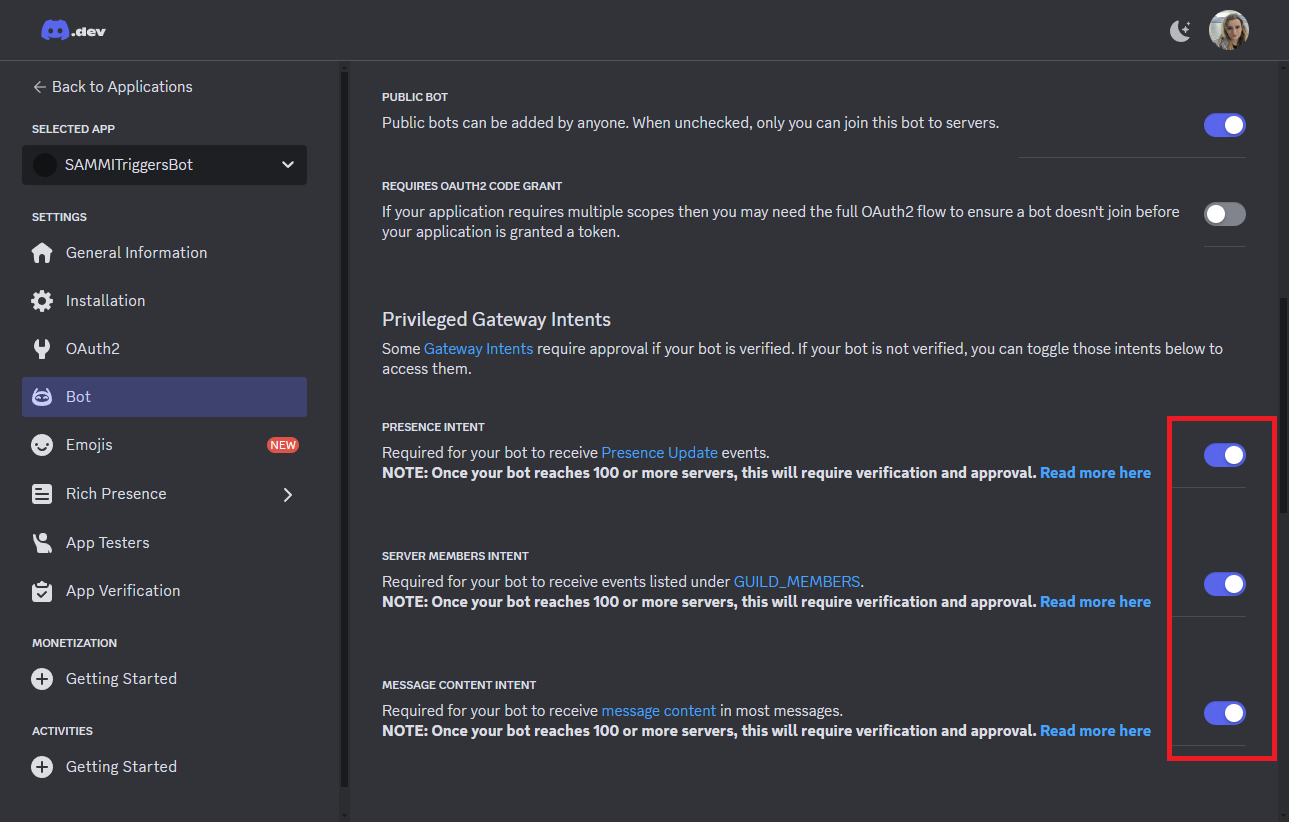 .dev
Back to Applications
SELECTED APP
SAMMITriggersBot
SETTINGS
General Information
Installation
OAuth2
Bot
Emojis
NEW
Rich Presence
App Testers
App Verification
MONETIZATION
Getting Started
ACTIVITIES
Getting Started
PUBLIC BOT
Public bots can be added by anyone. When unchecked, only you can join this bot to servers.
REQUIRES OAUTH2 CODE GRANT
If your application requires multiple scopes then you may need the full OAuth2 flow to ensure a bot doesn't join before
your application is granted a token.
Privileged Gateway Intents
Some Gateway Intents require approval if your bot is verified. If your bot is not verified, you can toggle those intents below to
access them.
PRESENCE INTENT
Required for your bot to receive Presence Update events.
NOTE: Once your bot reaches 100 or more servers, this will require verification and approval. Read more here
SERVER MEMBERS INTENT
Required for your bot to receive events listed under GUILD_MEMBERS.
NOTE: Once your bot reaches 100 or more servers, this will require verification and approval. Read more here
MESSAGE CONTENT INTENT
Required for your bot to receive message content in most messages.
NOTE: Once your bot reaches 100 or more servers, this will require verification and approval. Read more here